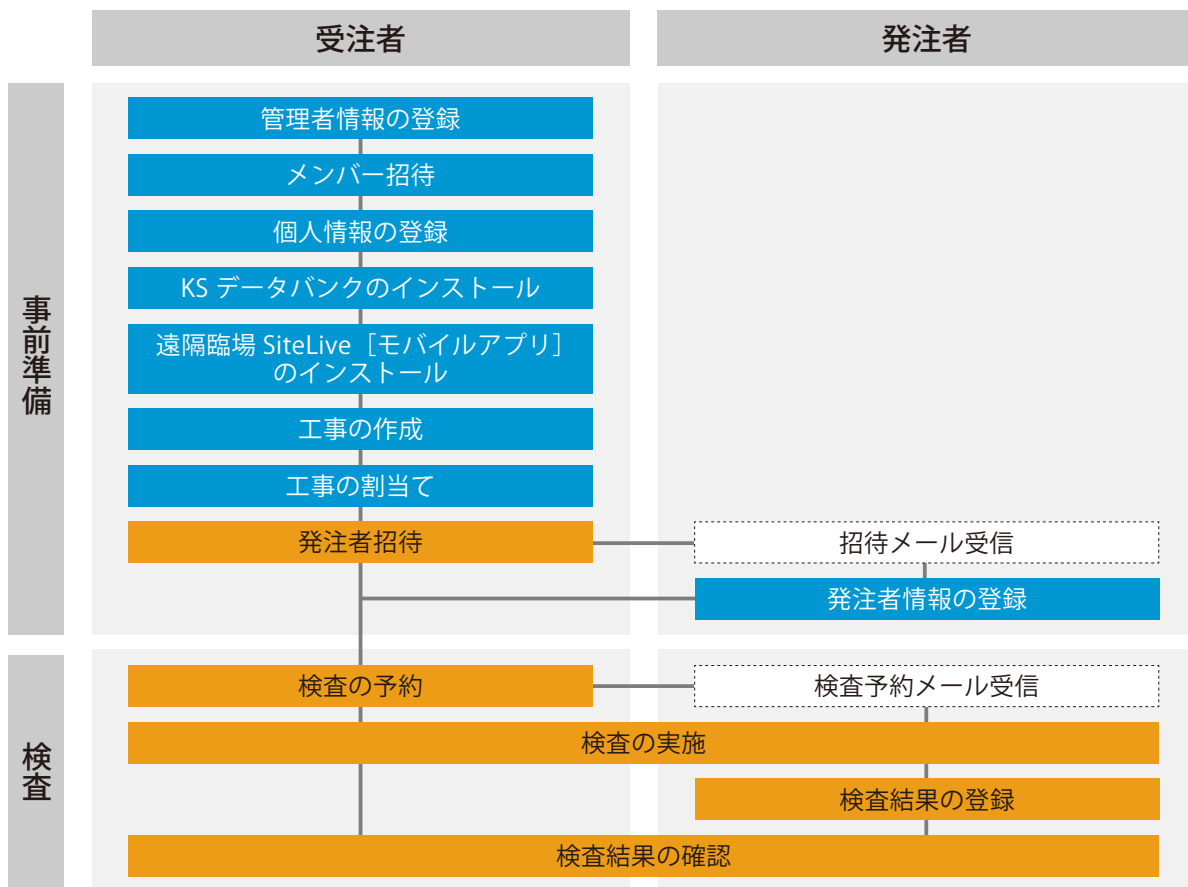 受注者
発注者
事前準備
管理者情報の登録
メンバー招待
個人情報の登録
KS データバンクのインストール
遠隔臨場 SiteLive［モバイルアプリ］
のインストール
工事の作成
工事の割当て
発注者招待
招待メール受信
発注者情報の登録
検査
検査の予約
検査予約メール受信
検査の実施
検査結果の登録
検査結果の確認